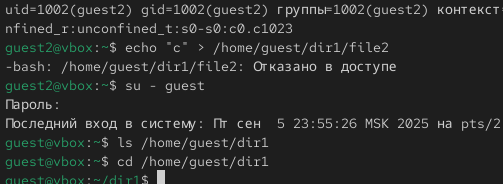 uid=1002(guest2) gid=1002(guest2) группы=1002(guest2) контекст=
nfined_r:unconfined_t:s0-s0:c0.c1023
guest2@vbox:~$ echo "c" > /home/guest/dir1/file2
-bash: /home/guest/dir1/file2: Отказано в доступе
guest2@vbox:~$ su - guest
Пароль:
Последний вход в систему: Пт сен  5 23:55:26 MSK 2025 на pts/2
guest@vbox:~$ ls /home/guest/dir1
guest@vbox:~$ cd /home/guest/dir1
guest@vbox:~/dir1$